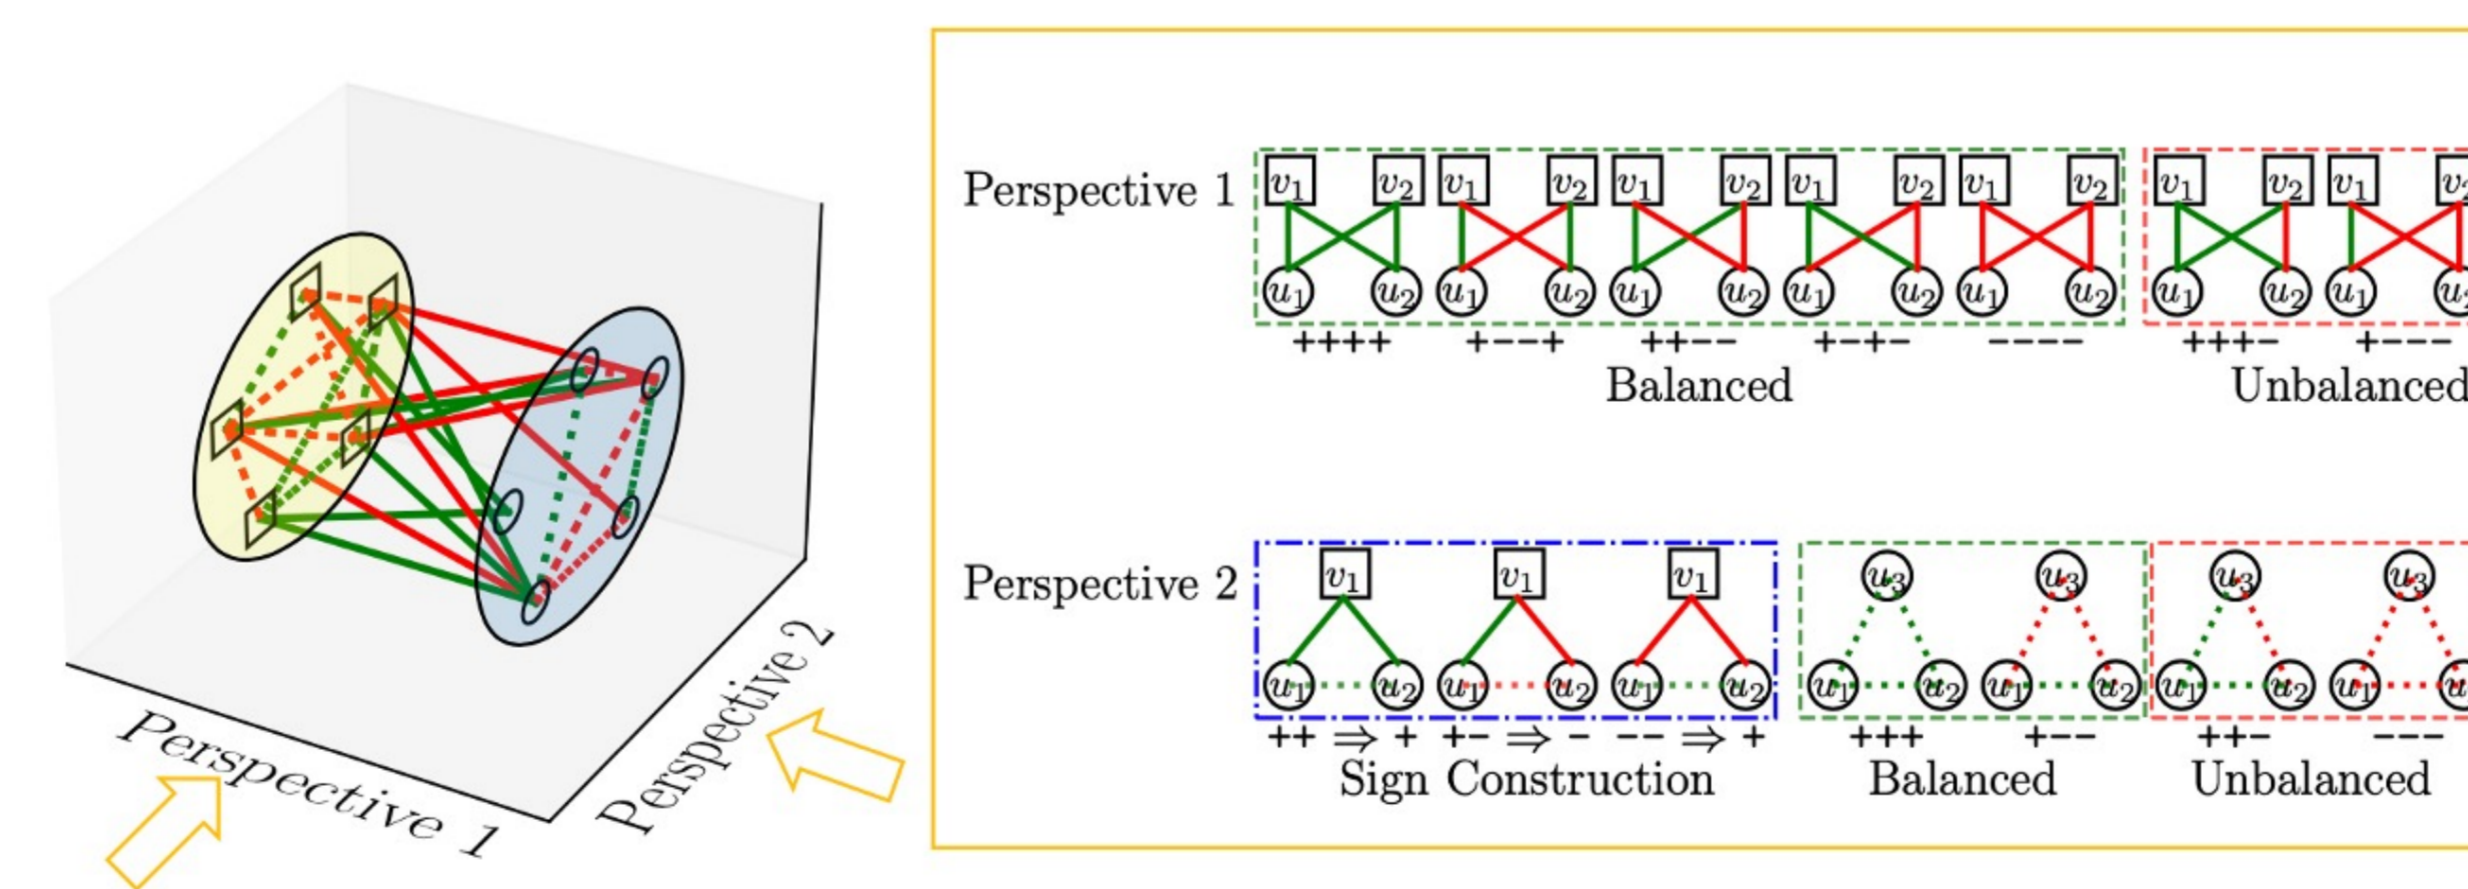 Perspective 1
Perspective 2
Perspective 1
v₁ v₂ v₁ v₂ v₁ v₂ v₁ v₂ v₁ v₂ v₁ v₂ v₁
u₁ u₂ u₁ u₂ u₁ u₂ u₁ u₂ u₁ u₂ u₁ u₂ u₁
++++ +--+ ++-- +-+- ---- +++- +---
Balanced Unbalanced
Perspective 2
v₁ v₁ v₁ u₃ u₃ u₃ u₃
u₁ u₂ u₁ u₂ u₁ u₂ u₁ u₂ u₁ u₂ u₁ u₂ u₁
++ ⇒ + +- ⇒ - -- ⇒ + +++ +-- ++- ---
Sign Construction Balanced Unbalanced